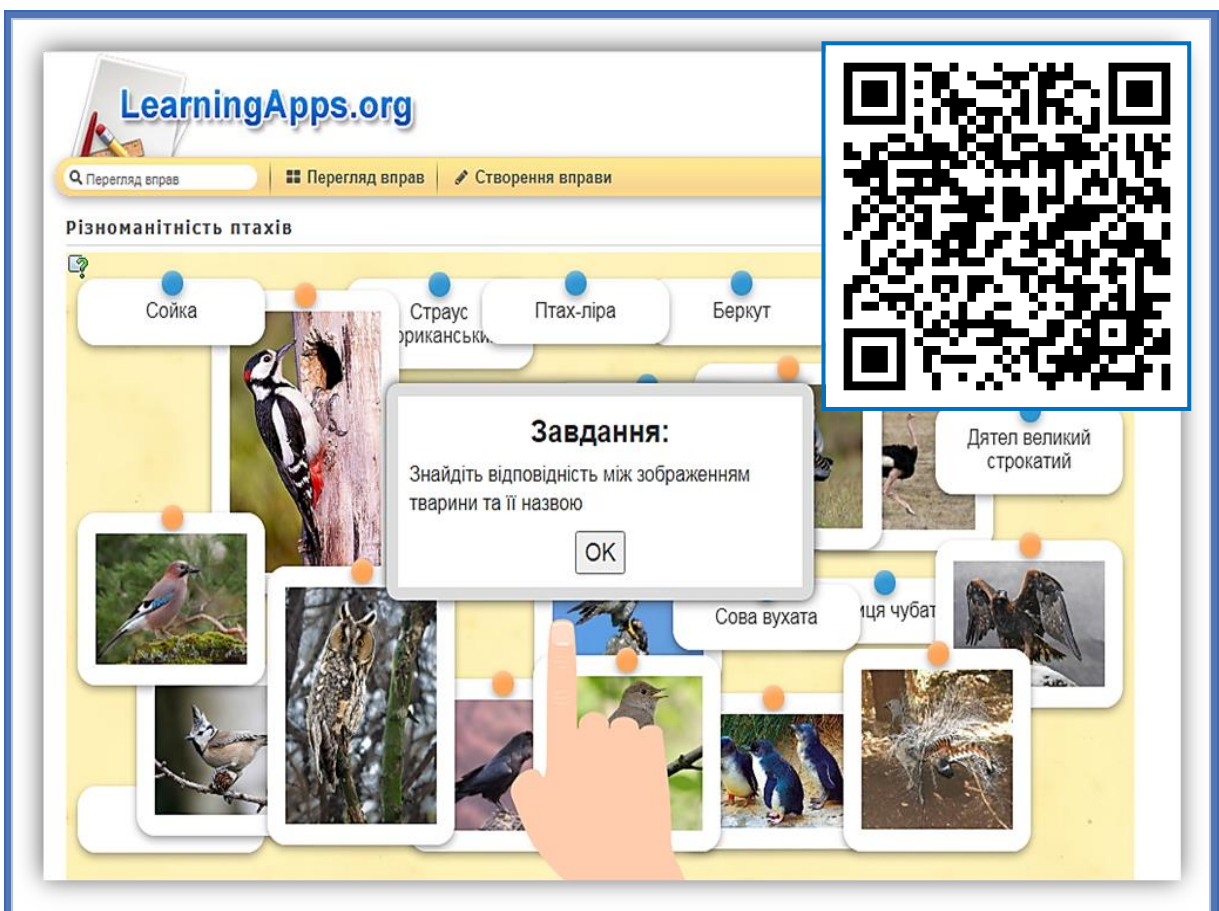 LearningApps.org
Перегляд вправ
Перегляд вправ
Створення вправи
Різноманітність птахів
Сойка
Страус
Птах-ліра
Беркут
Завдання:
Знайдіть відповідність між зображенням
тварини та її назвою
OK
Дятел великий
строкатий
Сова вухата
чубат